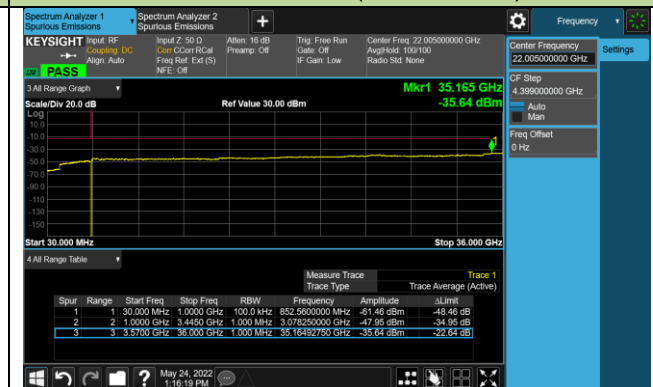 Spectrum Analyzer 1
Spurious Emissions
Spectrum Analyzer 2
Spurious Emissions
Frequency
KEYSIGHT Input: RF
Coupling: DC
Align: Auto
Input Z: 50 Ω
Corr CCorr RCal
Freq Ref: Ext (S)
NFE: Off
Atten: 16 dB
Preamp: Off
Trig: Free Run
Gate: Off
IF Gain: Low
Center Freq: 22.005000000 GHz
Avg|Hold: 100/100
Radio Std: None
PASS
Center Frequency
22.005000000 GHz
Settings
CF Step
4.399000000 GHz
Auto
Man
Freq Offset
0 Hz
3 All Range Graph
Mkr1 35.165 GHz
Scale/Div 20.0 dB
Ref Value 30.00 dBm
-35.64 dBm
Log
10.0
-10.0
-30.0
-50.0
-70.0
-90.0
-110
-130
-150
1
Start 30.000 MHz
Stop 36.000 GHz
4 All Range Table
Measure Trace Trace 1
Trace Type Trace Average (Active)
Spur Range Start Freq Stop Freq RBW Frequency Amplitude ΔLimit
1 1 30.000 MHz 1.0000 GHz 100.0 kHz 852.5600000 MHz -61.46 dBm -48.46 dB
2 2 1.0000 GHz 3.4450 GHz 1.000 MHz 3.078250000 GHz -47.95 dBm -34.95 dB
3 3 3.5700 GHz 36.000 GHz 1.000 MHz 35.16492750 GHz -35.64 dBm -22.64 dB
May 24, 2022
1:16:19 PM